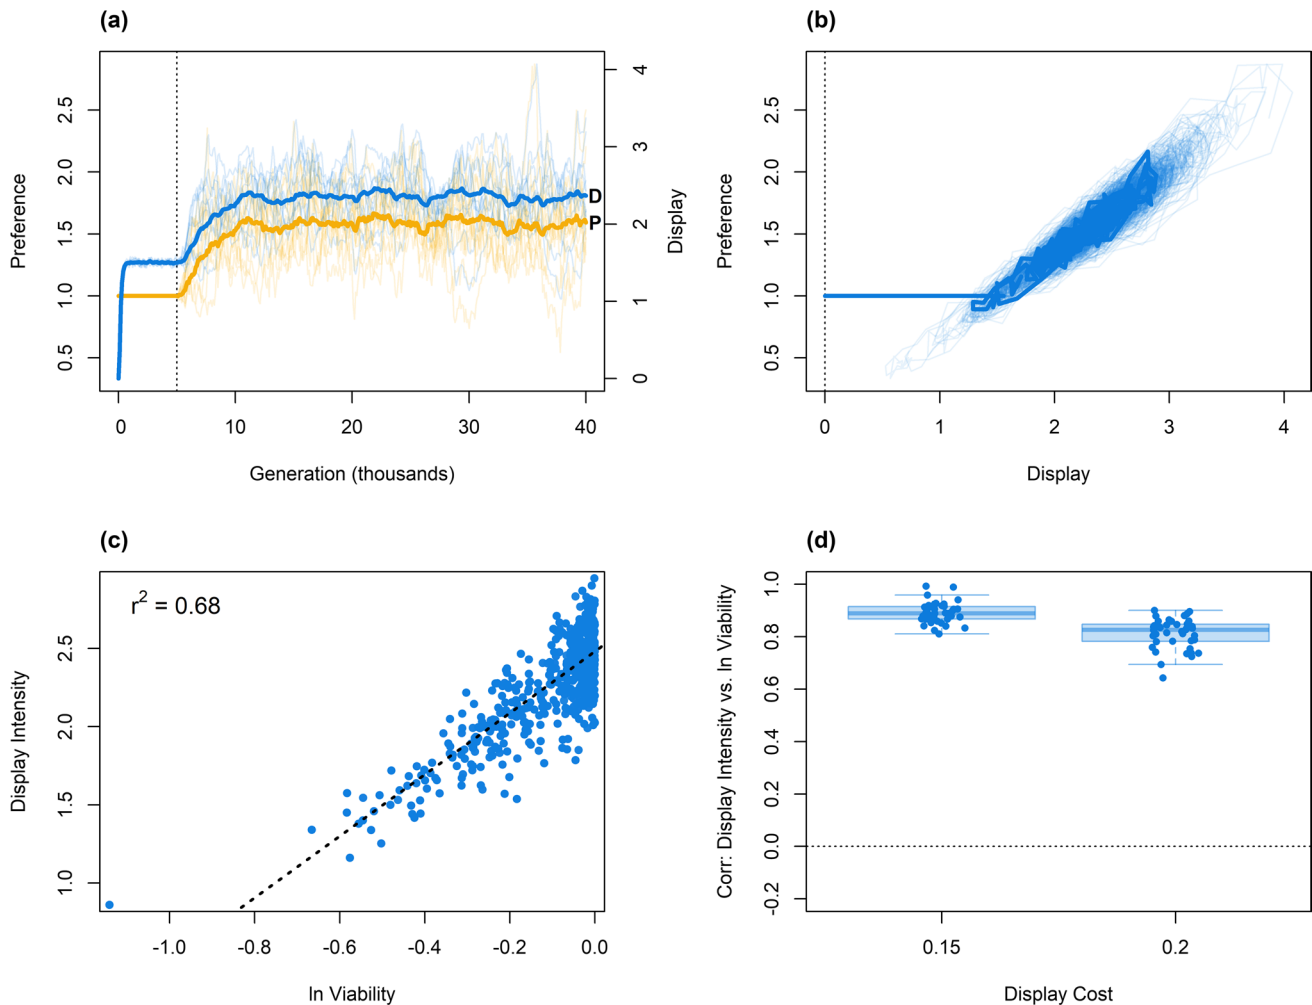 (a)
Preference
2.5
2.0
1.5
1.0
0.5
4
3
2
1
0
Display
D
P
0
10
20
30
40
Generation (thousands)
(b)
Preference
2.5
2.0
1.5
1.0
0.5
0
1
2
3
4
Display
(c)
r² = 0.68
Display Intensity
2.5
2.0
1.5
1.0
-1.0
-0.8
-0.6
-0.4
-0.2
0.0
ln Viability
(d)
Corr: Display Intensity vs. ln Viability
1.0
0.8
0.6
0.4
0.2
0.0
-0.2
0.15
0.2
Display Cost